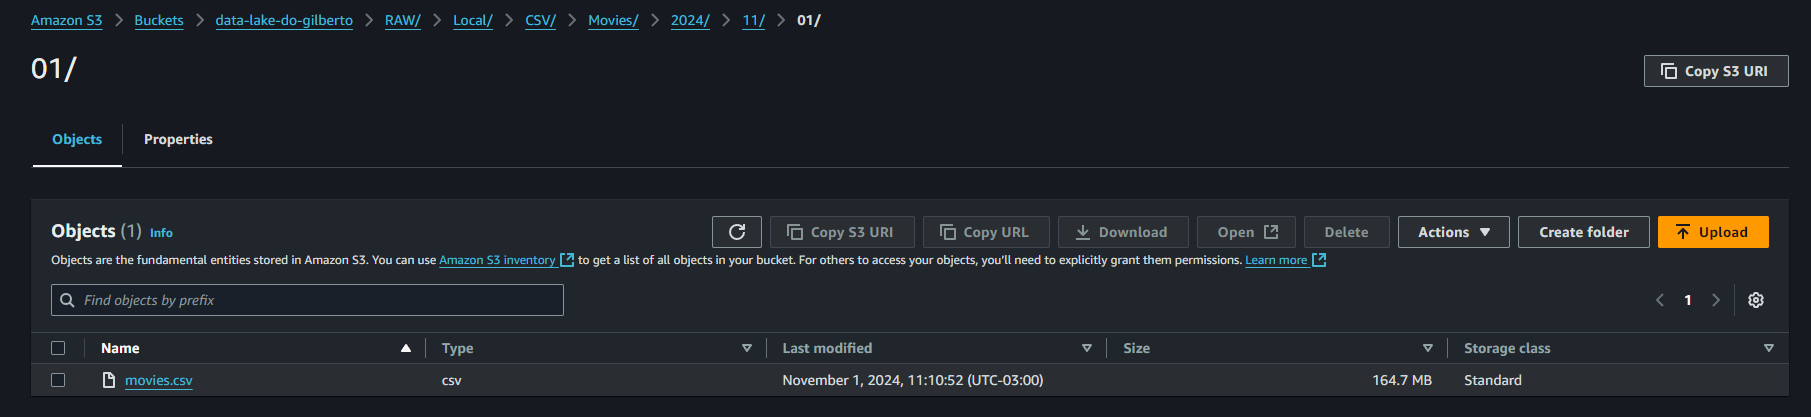 Amazon S3 > Buckets > data-lake-do-gilberto > RAW/ > Local/ > CSV/ > Movies/ > 2024/ > 11/ > 01/
01/
Copy S3 URI
Objects Properties
Objects (1) Info
Copy S3 URI Copy URL Download Open Delete Actions Create folder Upload
Objects are the fundamental entities stored in Amazon S3. You can use Amazon S3 inventory to get a list of all objects in your bucket. For others to access your objects, you'll need to explicitly grant them permissions. Learn more
Find objects by prefix
< 1 >
Name Type Last modified Size Storage class
movies.csv csv November 1, 2024, 11:10:52 (UTC-03:00) 164.7 MB Standard